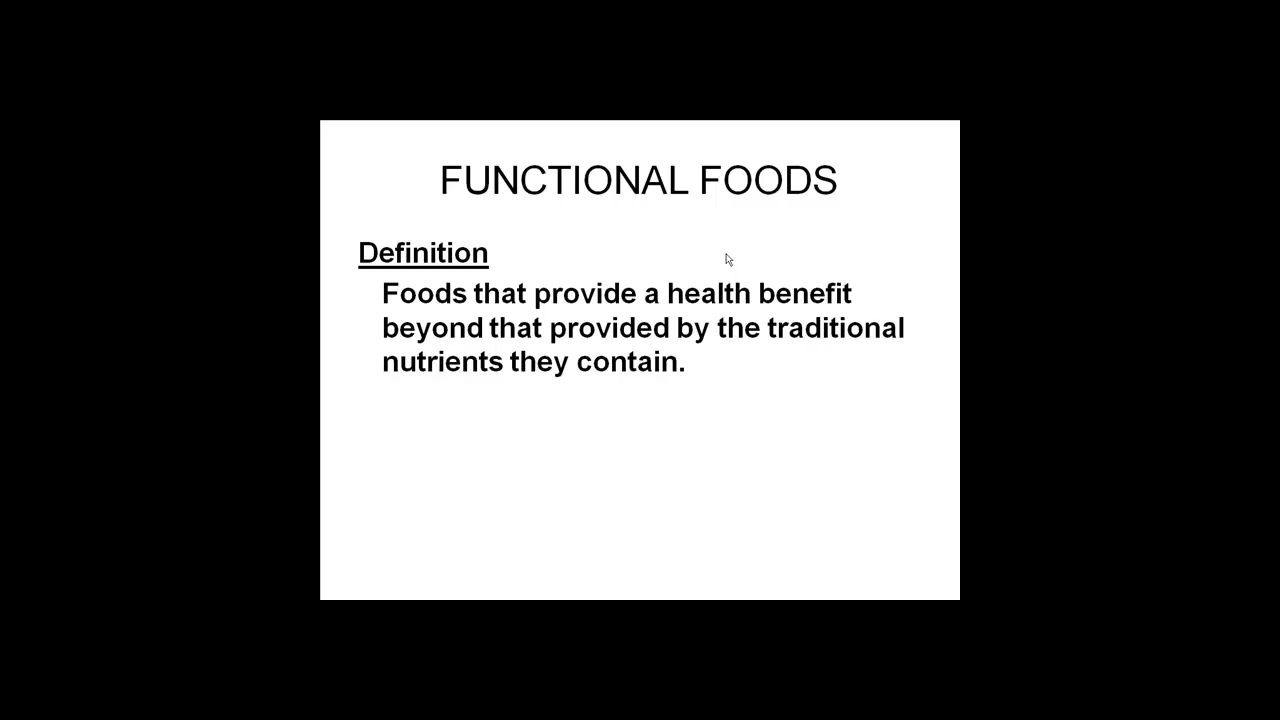 FUNCTIONAL FOODS
Definition
Foods that provide a health benefit
beyond that provided by the traditional
nutrients they contain.